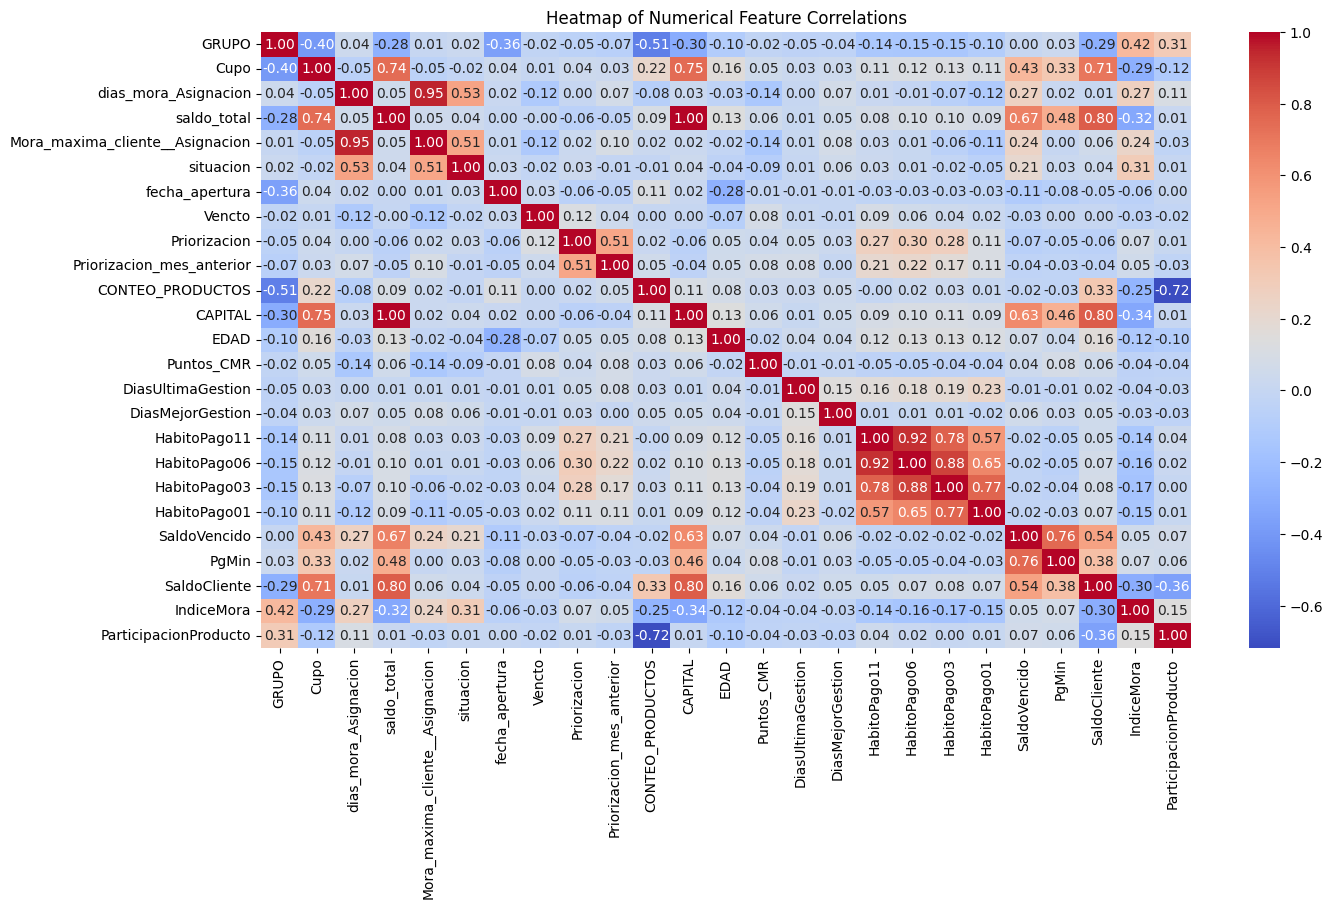 Heatmap of Numerical Feature Correlations
GRUPO 1.00 -0.40 0.04 -0.28 0.01 0.02 -0.36 -0.02 -0.05 -0.07 -0.51 -0.30 -0.10 -0.02 -0.05 -0.04 -0.14 -0.15 -0.15 -0.10 0.00 0.03 -0.29 0.42 0.31
Cupo -0.40 1.00 -0.05 0.74 -0.05 -0.02 0.04 0.01 0.04 0.03 0.22 0.75 0.16 0.05 0.03 0.03 0.11 0.12 0.13 0.11 0.43 0.33 0.71 -0.29 -0.12
dias_mora_Asignacion 0.04 -0.05 1.00 0.05 0.95 0.53 0.02 -0.12 0.00 0.07 -0.08 0.03 -0.03 -0.14 0.00 0.07 0.01 -0.01 -0.07 -0.12 0.27 0.02 0.01 0.27 0.11
saldo_total -0.28 0.74 0.05 1.00 0.05 0.04 0.00 -0.00 -0.06 -0.05 0.09 1.00 0.13 0.06 0.01 0.05 0.08 0.10 0.10 0.09 0.67 0.48 0.80 -0.32 0.01
Mora_maxima_cliente__Asignacion 0.01 -0.05 0.95 0.05 1.00 0.51 0.01 -0.12 0.02 0.10 0.02 0.02 -0.02 -0.14 0.01 0.08 0.03 0.01 -0.06 -0.11 0.24 0.00 0.06 0.24 -0.03
situacion 0.02 -0.02 0.53 0.04 0.51 1.00 0.03 -0.02 0.03 -0.01 -0.01 0.04 -0.04 -0.09 0.01 0.06 0.03 0.01 -0.02 -0.05 0.21 0.03 0.04 0.31 0.01
fecha_apertura -0.36 0.04 0.02 0.00 0.01 0.03 1.00 0.03 -0.06 -0.05 0.11 0.02 -0.28 -0.01 -0.01 -0.01 -0.03 -0.03 -0.03 -0.03 -0.11 -0.08 -0.05 -0.06 0.00
Vencto -0.02 0.01 -0.12 -0.00 -0.12 -0.02 0.03 1.00 0.12 0.04 0.00 0.00 -0.07 0.08 0.01 -0.01 0.09 0.06 0.04 0.02 -0.03 0.00 0.00 -0.03 -0.02
Priorizacion -0.05 0.04 0.00 -0.06 0.02 0.03 -0.06 0.12 1.00 0.51 0.02 -0.06 0.05 0.04 0.05 0.03 0.27 0.30 0.28 0.11 -0.07 -0.05 -0.06 0.07 0.01
Priorizacion_mes_anterior -0.07 0.03 0.07 -0.05 0.10 -0.01 -0.05 0.04 0.51 1.00 0.05 -0.04 0.05 0.08 0.08 0.00 0.21 0.22 0.17 0.11 -0.04 -0.03 -0.04 0.05 -0.03
CONTEO_PRODUCTOS -0.51 0.22 -0.08 0.09 0.02 -0.01 0.11 0.00 0.02 0.05 1.00 0.11 0.08 0.03 0.03 0.05 -0.00 0.02 0.03 0.01 -0.02 -0.03 0.33 -0.25 -0.72
CAPITAL -0.30 0.75 0.03 1.00 0.02 0.04 0.02 0.00 -0.06 -0.04 0.11 1.00 0.13 0.06 0.01 0.05 0.09 0.10 0.11 0.09 0.63 0.46 0.80 -0.34 0.01
EDAD -0.10 0.16 -0.03 0.13 -0.02 -0.04 -0.28 -0.07 0.05 0.05 0.08 0.13 1.00 -0.02 0.04 0.04 0.12 0.13 0.13 0.12 0.07 0.04 0.16 -0.12 -0.10
Puntos_CMR -0.02 0.05 -0.14 0.06 -0.14 -0.09 -0.01 0.08 0.04 0.08 0.03 0.06 -0.02 1.00 -0.01 -0.01 -0.05 -0.05 -0.04 -0.04 0.04 0.08 0.06 -0.04 -0.04
DiasUltimaGestion -0.05 0.03 0.00 0.01 0.01 0.01 -0.01 0.01 0.05 0.08 0.03 0.01 0.04 -0.01 1.00 0.15 0.16 0.18 0.19 0.23 -0.01 -0.01 0.02 -0.04 -0.03
DiasMejorGestion -0.04 0.03 0.07 0.05 0.08 0.06 -0.01 -0.01 0.03 0.00 0.05 0.05 0.04 -0.01 0.15 1.00 0.01 0.01 0.01 -0.02 0.06 0.03 0.05 -0.03 -0.03
HabitoPago11 -0.14 0.11 0.01 0.08 0.03 0.03 -0.03 0.09 0.27 0.21 -0.00 0.09 0.12 -0.05 0.16 0.01 1.00 0.92 0.78 0.57 -0.02 -0.05 0.05 -0.14 0.04
HabitoPago06 -0.15 0.12 -0.01 0.10 0.01 0.01 -0.03 0.06 0.30 0.22 0.02 0.10 0.13 -0.05 0.18 0.01 0.92 1.00 0.88 0.65 -0.02 -0.05 0.07 -0.16 0.02
HabitoPago03 -0.15 0.13 -0.07 0.10 -0.06 -0.02 -0.03 0.04 0.28 0.17 0.03 0.11 0.13 -0.04 0.19 0.01 0.78 0.88 1.00 0.77 -0.02 -0.04 0.08 -0.17 0.00
HabitoPago01 -0.10 0.11 -0.12 0.09 -0.11 -0.05 -0.03 0.02 0.11 0.11 0.01 0.09 0.12 -0.04 0.23 -0.02 0.57 0.65 0.77 1.00 -0.02 -0.03 0.07 -0.15 0.01
SaldoVencido 0.00 0.43 0.27 0.67 0.24 0.21 -0.11 -0.03 -0.07 -0.04 -0.02 0.63 0.07 0.04 -0.01 0.06 -0.02 -0.02 -0.02 -0.02 1.00 0.76 0.54 0.05 0.07
PgMin 0.03 0.33 0.02 0.48 0.00 0.03 -0.08 0.00 -0.05 -0.03 -0.03 0.46 0.04 0.08 -0.01 0.03 -0.05 -0.05 -0.04 -0.03 0.76 1.00 0.38 0.07 0.06
SaldoCliente -0.29 0.71 0.01 0.80 0.06 0.04 -0.05 0.00 -0.06 -0.04 0.33 0.80 0.16 0.06 0.02 0.05 0.05 0.07 0.08 0.07 0.54 0.38 1.00 -0.30 -0.36
IndiceMora 0.42 -0.29 0.27 -0.32 0.24 0.31 -0.06 -0.03 0.07 0.05 -0.25 -0.34 -0.12 -0.04 -0.04 -0.03 -0.14 -0.16 -0.17 -0.15 0.05 0.07 -0.30 1.00 0.15
ParticipacionProducto 0.31 -0.12 0.11 0.01 -0.03 0.01 0.00 -0.02 0.01 -0.03 -0.72 0.01 -0.10 -0.04 -0.03 -0.03 0.04 0.02 0.00 0.01 0.07 0.06 -0.36 0.15 1.00
GRUPO
Cupo
dias_mora_Asignacion
saldo_total
Mora_maxima_cliente__Asignacion
situacion
fecha_apertura
Vencto
Priorizacion
Priorizacion_mes_anterior
CONTEO_PRODUCTOS
CAPITAL
EDAD
Puntos_CMR
DiasUltimaGestion
DiasMejorGestion
HabitoPago11
HabitoPago06
HabitoPago03
HabitoPago01
SaldoVencido
PgMin
SaldoCliente
IndiceMora
ParticipacionProducto
1.0
0.8
0.6
0.4
0.2
0.0
−0.2
−0.4
−0.6